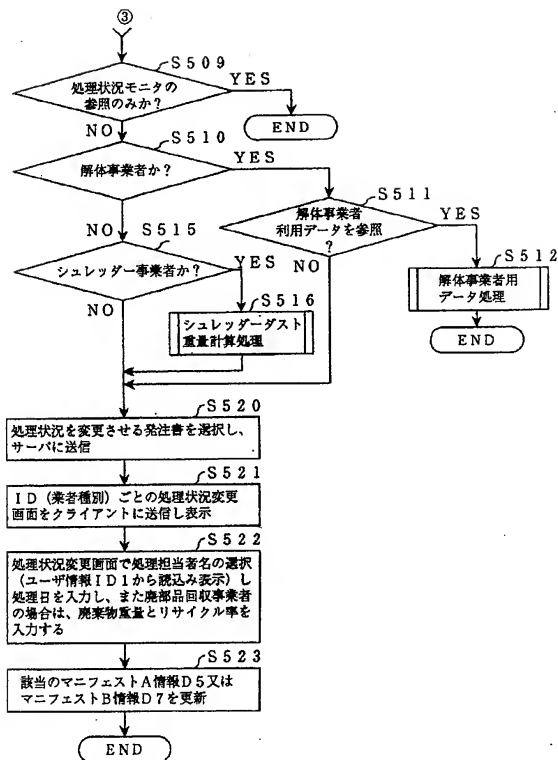 ③
S509
処理状況モニタの
参照のみか？
YES
END
NO
S510
解体事業者か？
YES
S511
解体事業者
利用データを参照
？
YES
NO
S512
解体事業者用
データ処理
END
NO
S515
シュレッダー事業者か？
YES
NO
S516
シュレッダーダスト
重量計算処理
S520
処理状況を変更させる発注書を選択し、
サーバに送信
S521
ID（業者種別）ごとの処理状況変更
画面をクライアントに送信し表示
S522
処理状況変更画面で処理担当者名の選択
（ユーザ情報ID1から読込み表示）し
処理日を入力し、また廃部品回収事業者
の場合は、廃棄物重量とリサイクル率を
入力する
S523
該当のマニフェストA情報D5又は
マニフェストB情報D7を更新
END